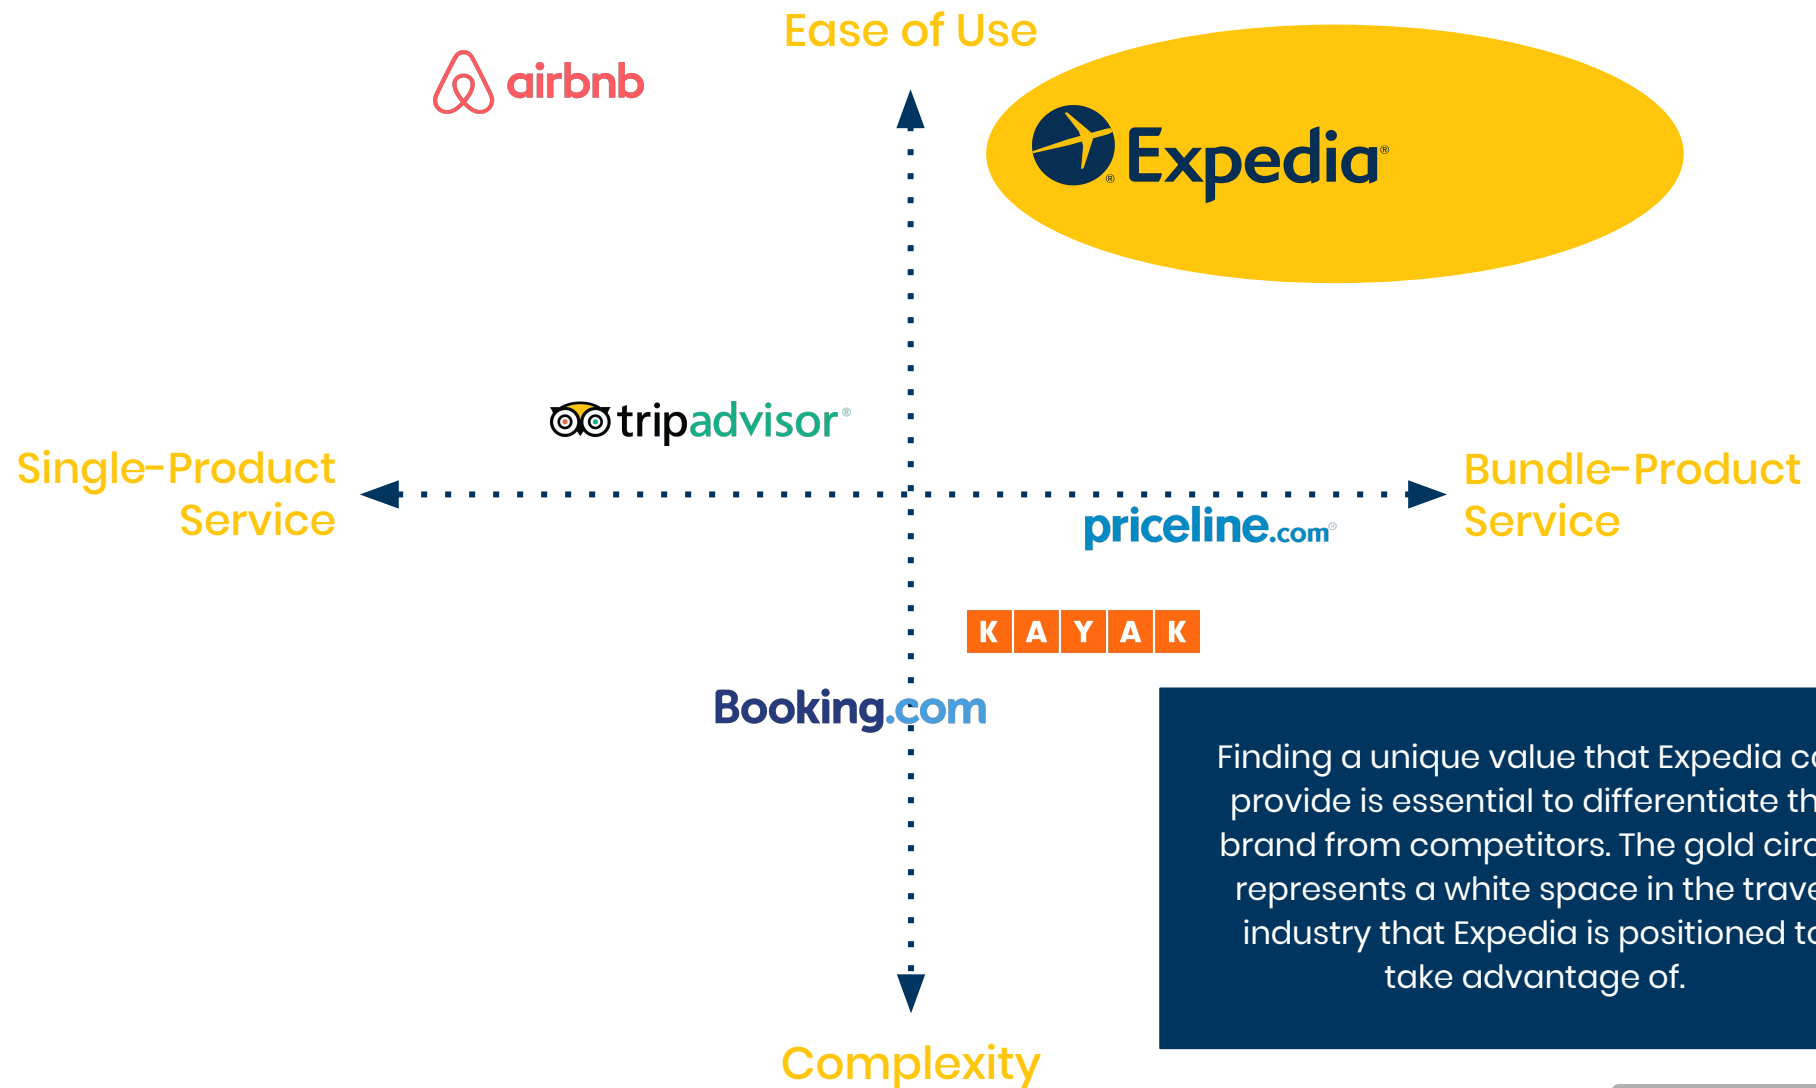 Ease of Use
airbnb
Expedia®
tripadvisor®
Single-Product
Service
Bundle-Product
Service
priceline.com®
KAYAK
Booking.com
Finding a unique value that Expedia
provide is essential to differentiate
brand from competitors. The gold
represents a white space in the
industry that Expedia is positioned
take advantage of.
Complexity